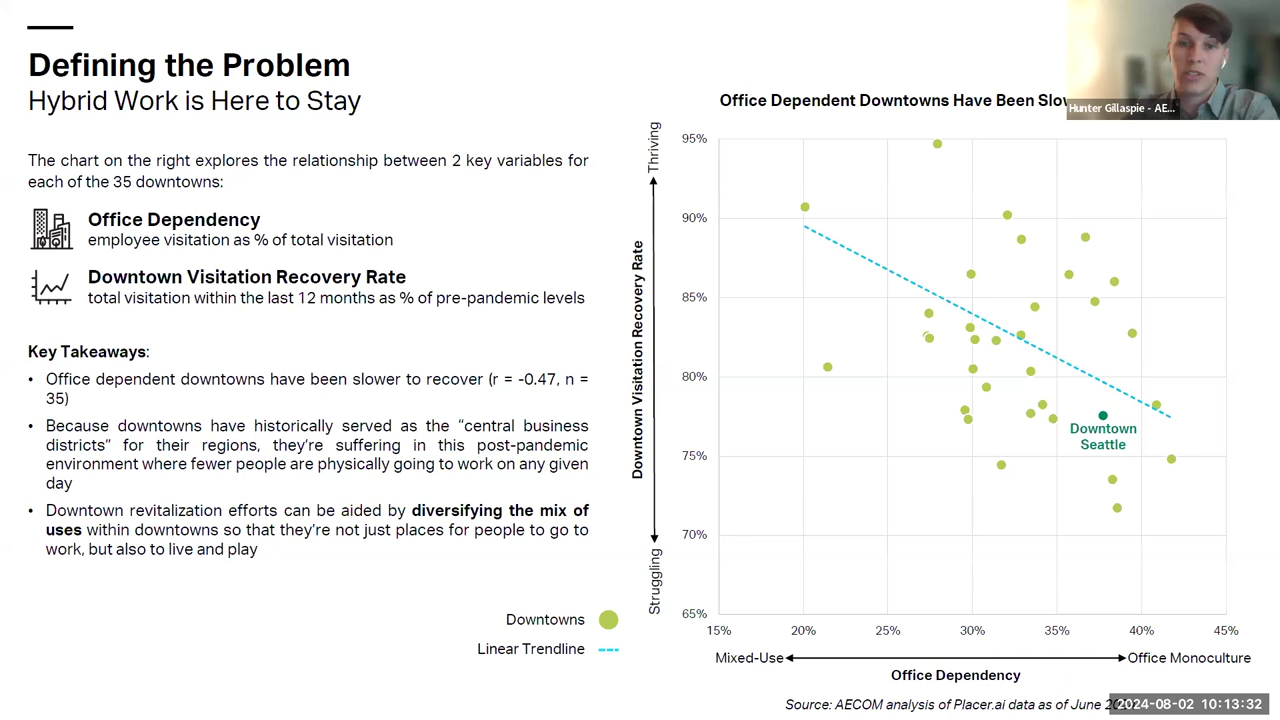 Defining the Problem
Hybrid Work is Here to Stay
The chart on the right explores the relationship between 2 key variables for
each of the 35 downtowns:
Office Dependency
employee visitation as % of total visitation
Downtown Visitation Recovery Rate
total visitation within the last 12 months as % of pre-pandemic levels
Key Takeaways:
• Office dependent downtowns have been slower to recover (r = -0.47, n =
35)
• Because downtowns have historically served as the “central business
districts” for their regions, they’re suffering in this post-pandemic
environment where fewer people are physically going to work on any given
day
• Downtown revitalization efforts can be aided by diversifying the mix of
uses within downtowns so that they’re not just places for people to go to
work, but also to live and play
Downtowns
Linear Trendline
Office Dependent Downtowns Have Been
Hunter Gillaspie - AE...
Thriving
Downtown Visitation Recovery Rate
Struggling
95%
90%
85%
80%
75%
70%
65%
Downtown
Seattle
15% 20% 25% 30% 35% 40% 45%
Mixed-Use
Office Monoculture
Office Dependency
Source: AECOM analysis of Placer.ai data as of June
2024-08-02 10:13:32